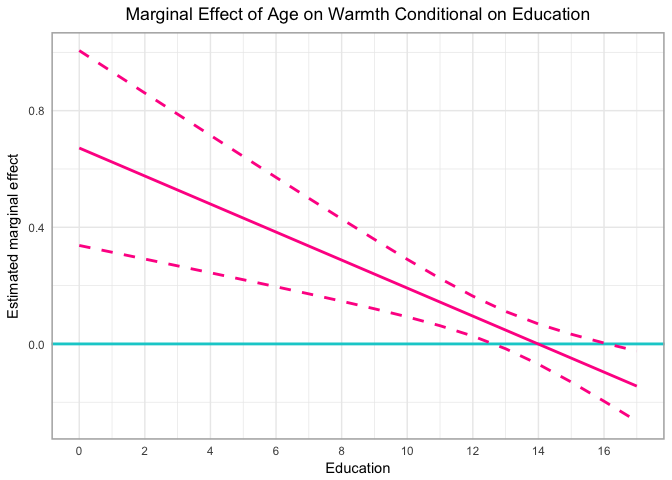 Marginal Effect of Age on Warmth Conditional on Education
Estimated marginal effect
0.8
0.4
0.0
0 2 4 6 8 10 12 14 16
Education